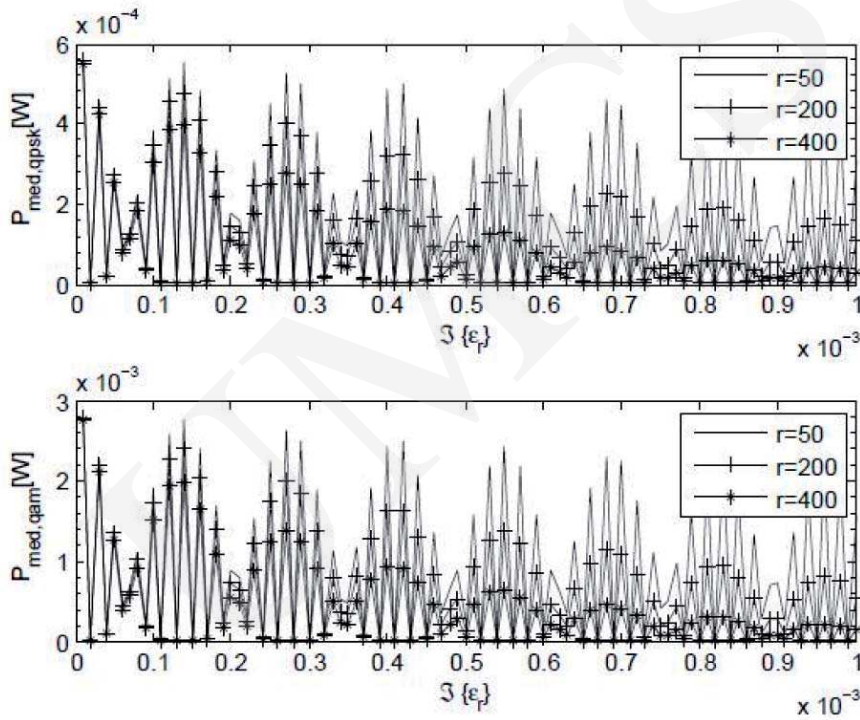 x 10⁻⁴
6
4
2
0
P_med,qpsk[W]
r=50
r=200
r=400
0 0.1 0.2 0.3 0.4 0.5 0.6 0.7 0.8 0.9 1
ℑ {ε_r}
x 10⁻³
x 10⁻³
3
2
1
0
P_med,qam[W]
r=50
r=200
r=400
0 0.1 0.2 0.3 0.4 0.5 0.6 0.7 0.8 0.9 1
ℑ {ε_r}
x 10⁻³
UMCS